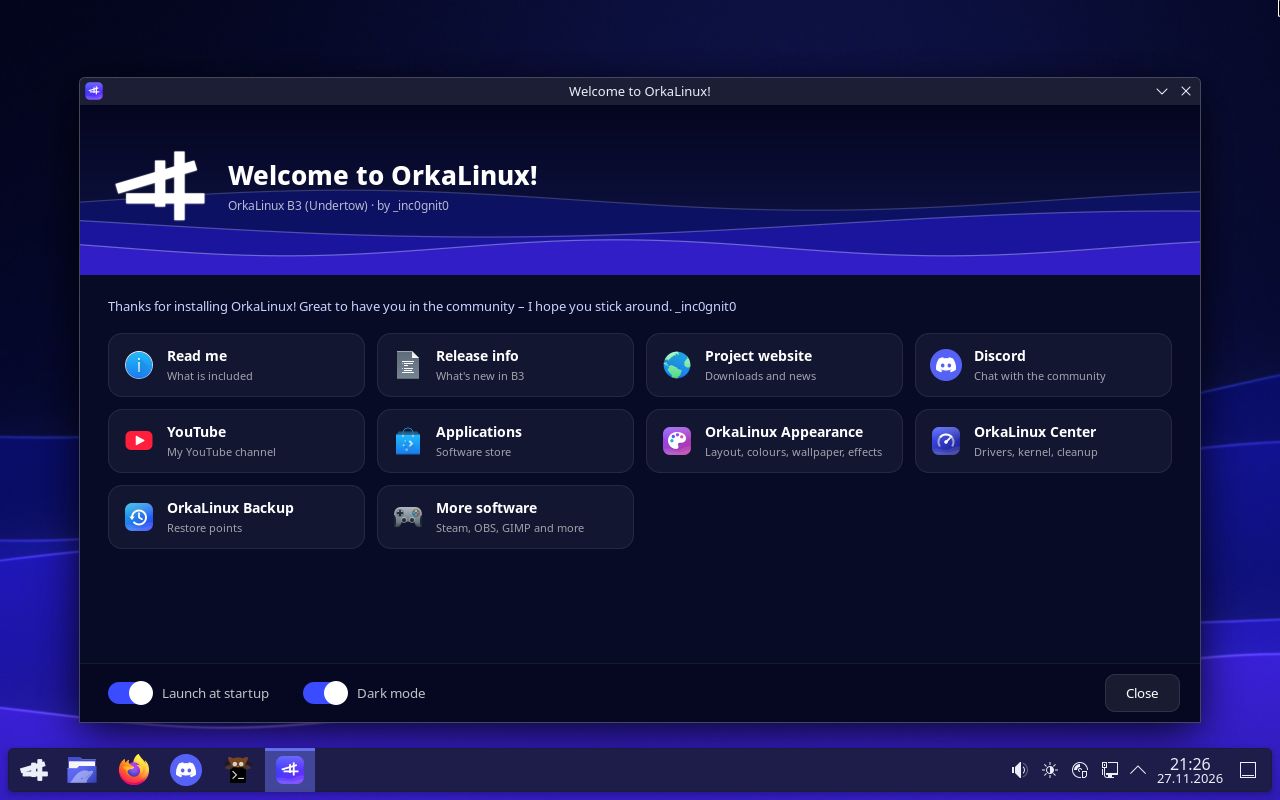 Welcome to OrkaLinux!
Welcome to OrkaLinux!
OrkaLinux B3 (Undertow) · by _inc0gnit0
Thanks for installing OrkaLinux! Great to have you in the community – I hope you stick around. _inc0gnit0
Read me
What is included
Release info
What's new in B3
Project website
Downloads and news
Discord
Chat with the community
YouTube
My YouTube channel
Applications
Software store
OrkaLinux Appearance
Layout, colours, wallpaper, effects
OrkaLinux Center
Drivers, kernel, cleanup
OrkaLinux Backup
Restore points
More software
Steam, OBS, GIMP and more
Launch at startup
Dark mode
Close
21:26
27.11.2026